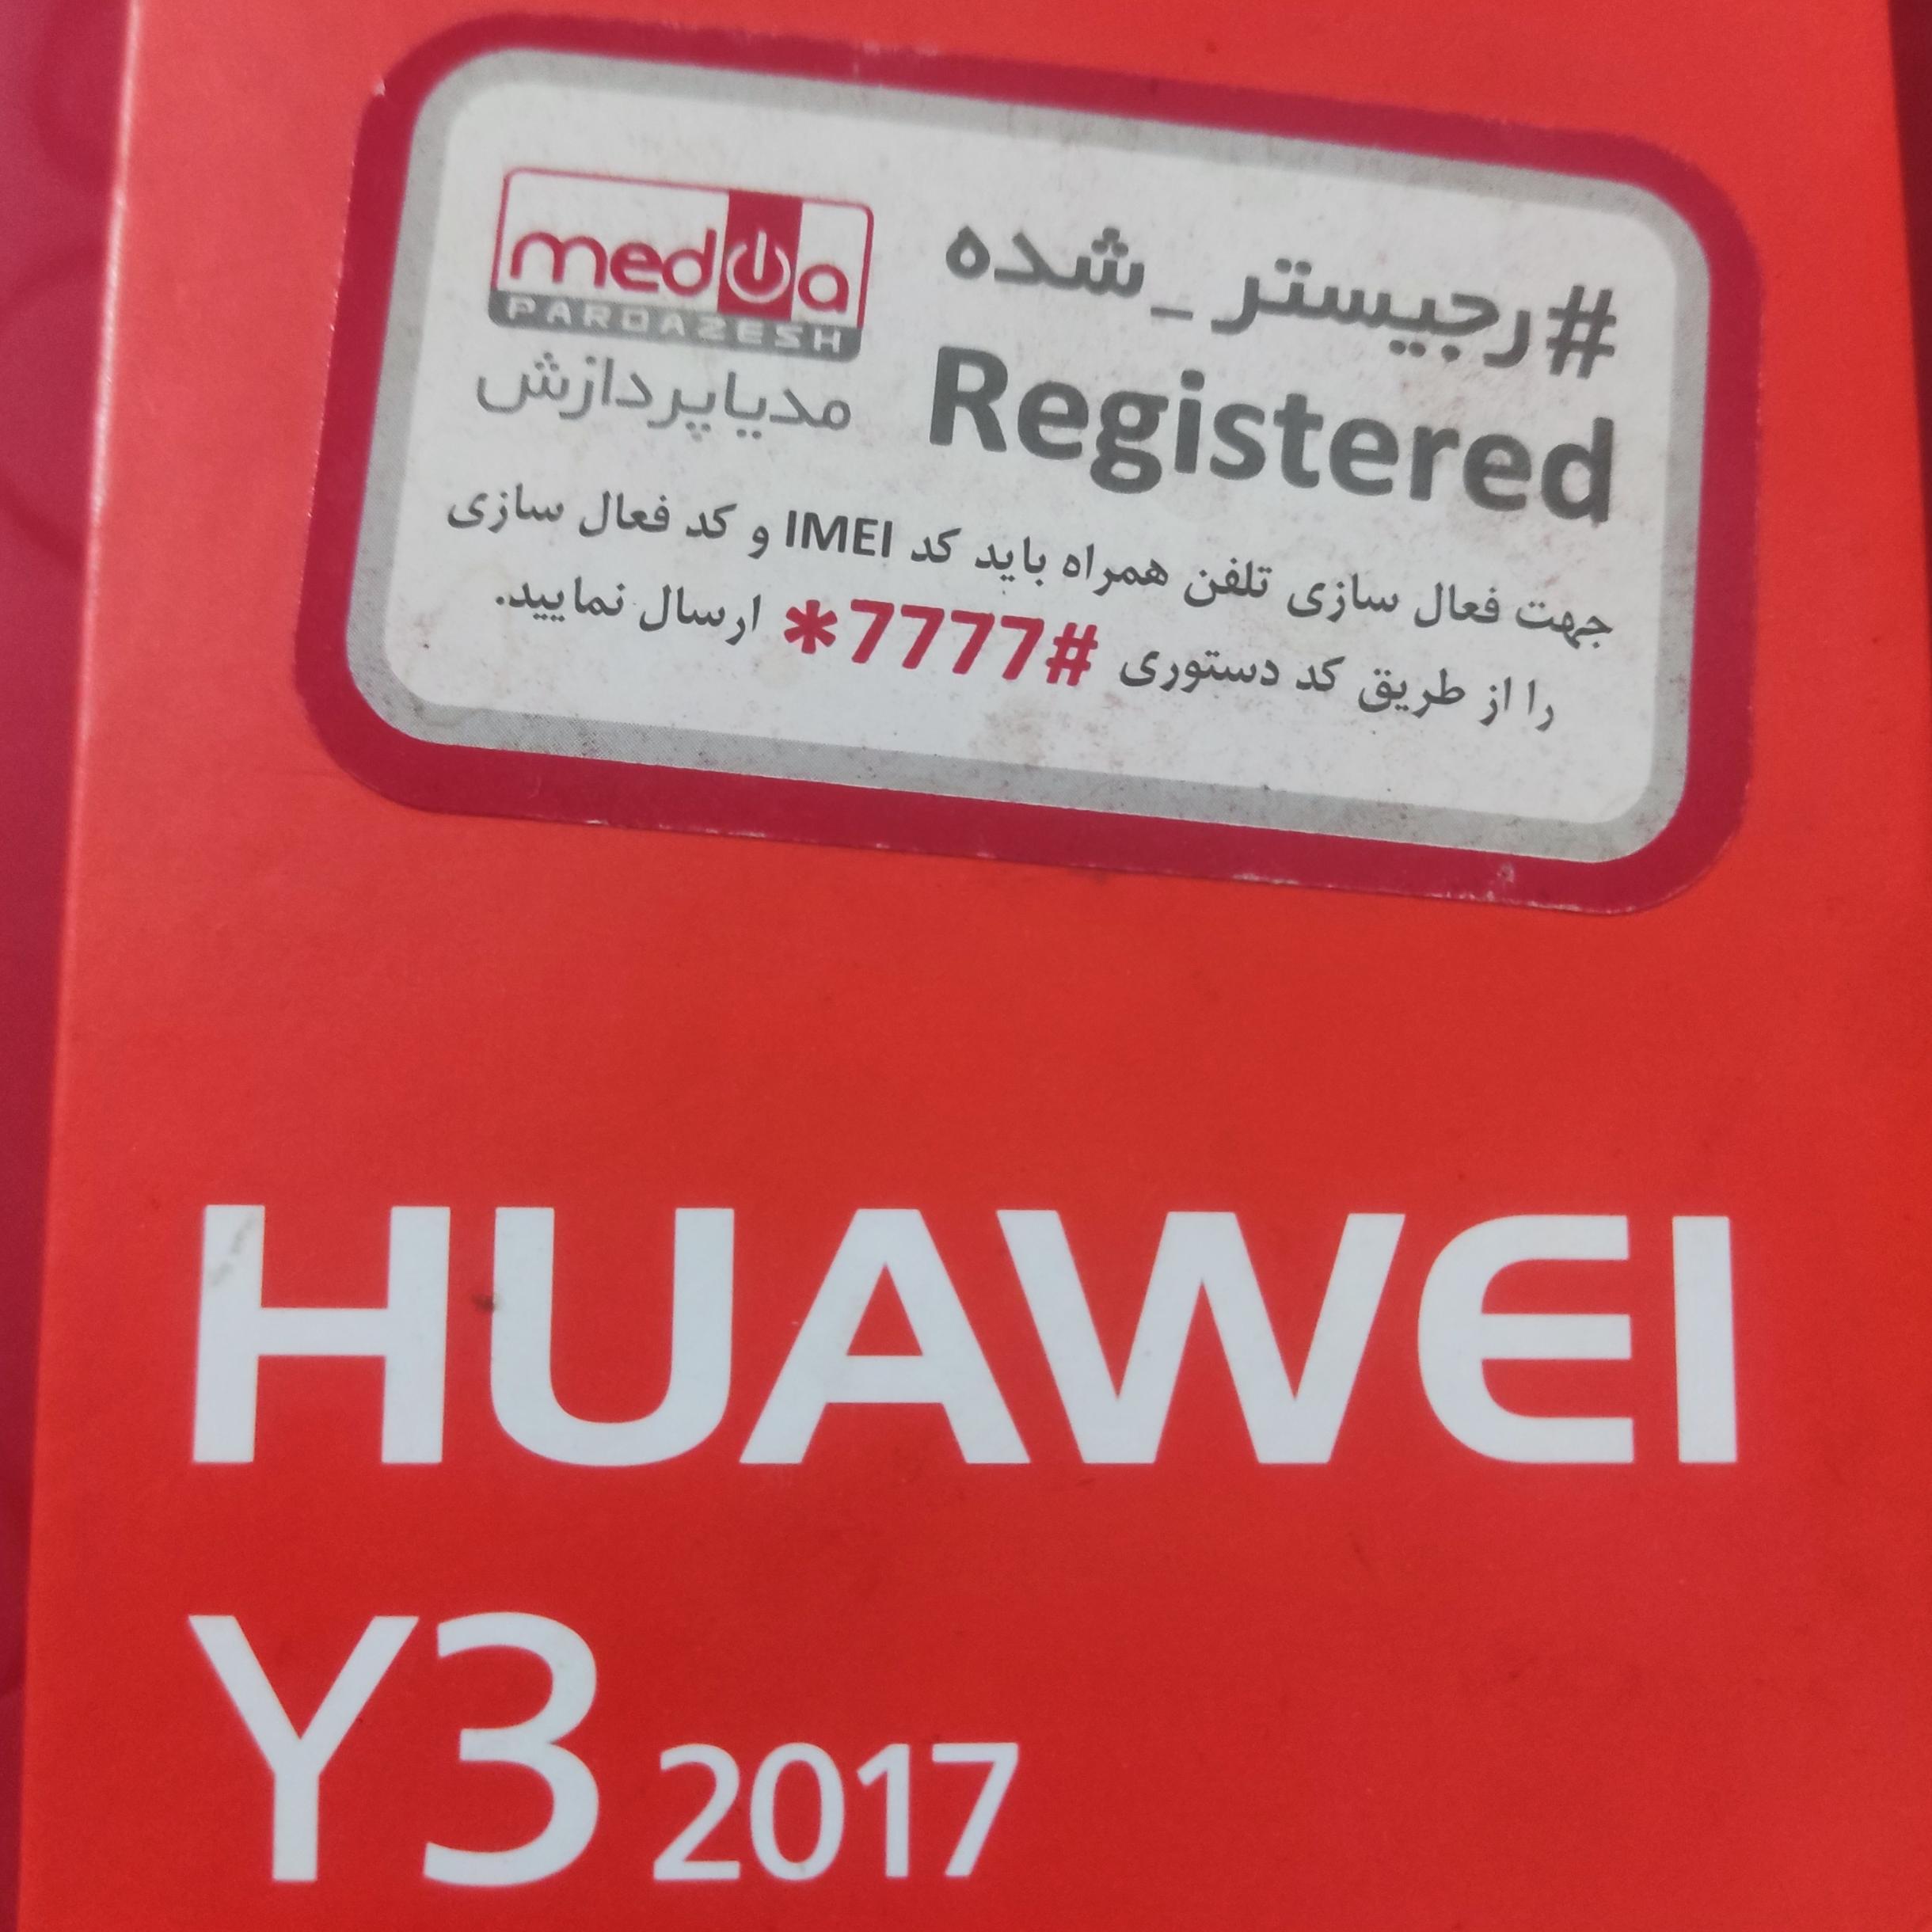 #رجیستر_شده
Registered
media
PARDAZESH
مدیاپردازش
جهت فعال سازی تلفن همراه باید کد IMEI و کد فعال سازی
را از طریق کد دستوری *7777# ارسال نمایید.
HUAWEI
Y3 2017